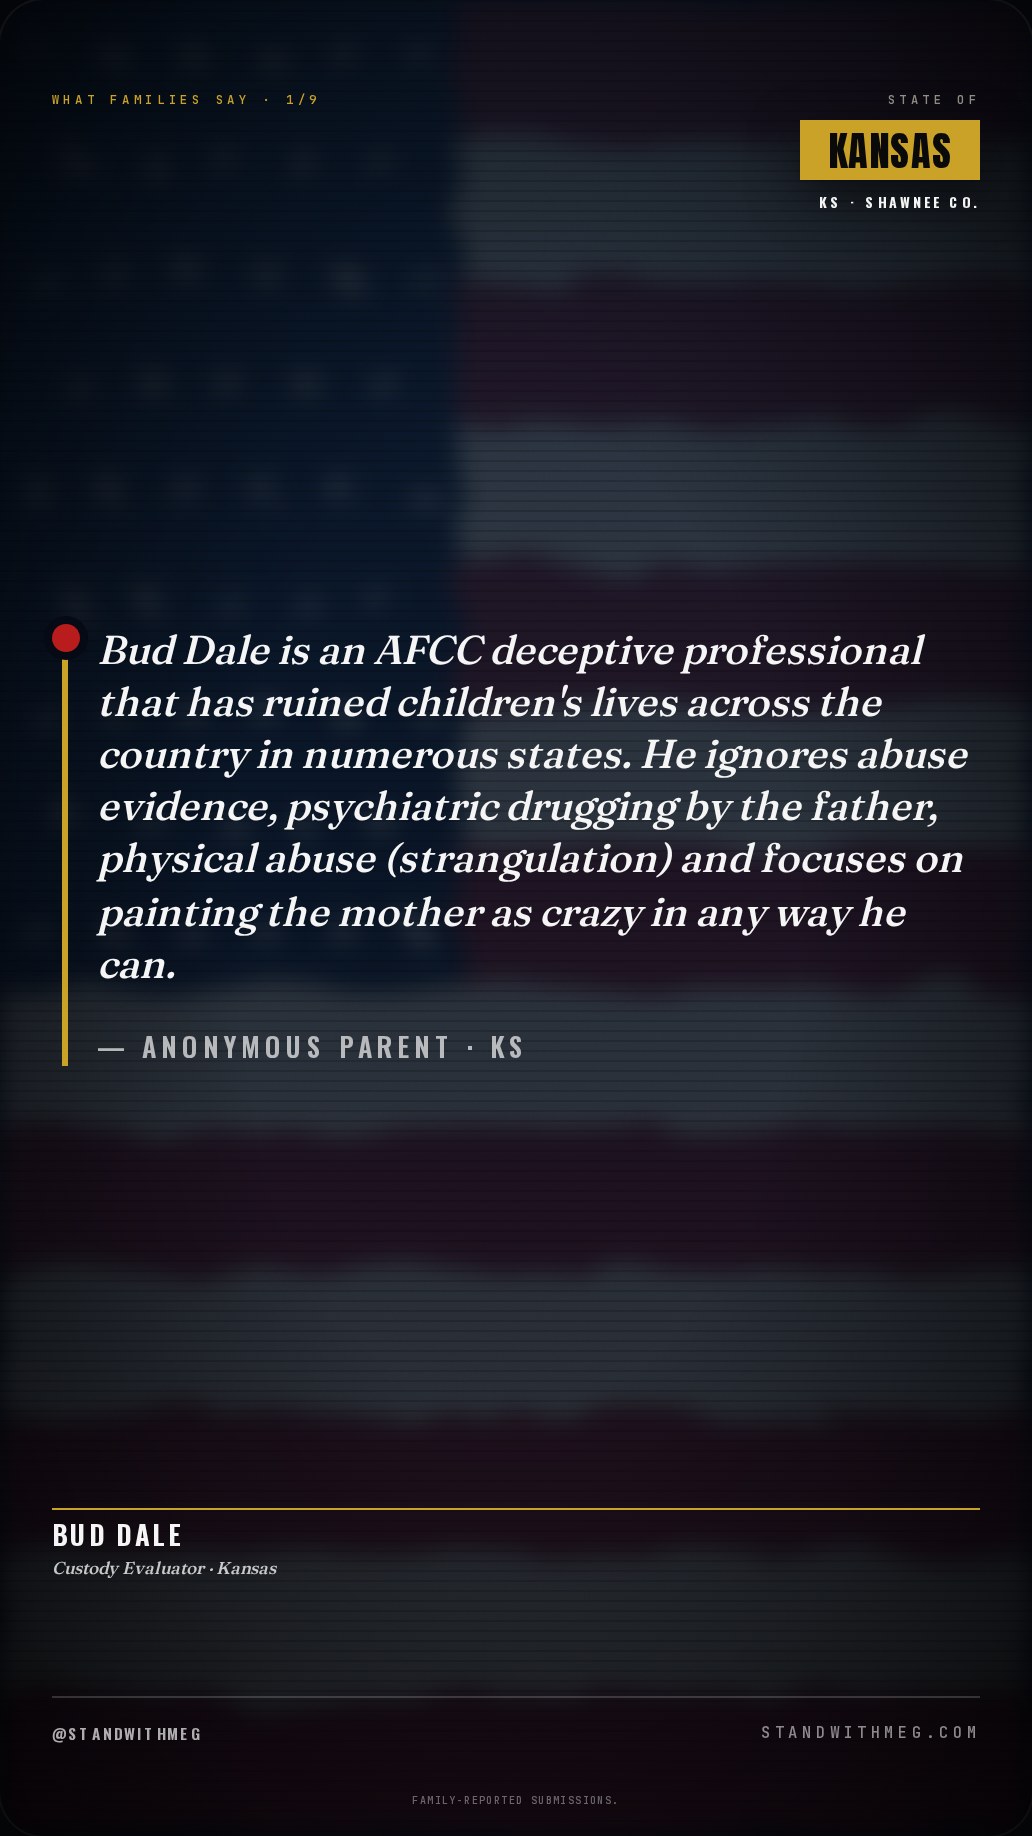 WHAT FAMILIES SAY · 1/9
STATE OF
KANSAS
KS · SHAWNEE CO.
Bud Dale is an AFCC deceptive professional
that has ruined children's lives across the
country in numerous states. He ignores abuse
evidence, psychiatric drugging by the father,
physical abuse (strangulation) and focuses on
painting the mother as crazy in any way he
can.
— ANONYMOUS PARENT · KS
BUD DALE
Custody Evaluator · Kansas
@STANDWITHMEG
STANDWITHMEG.COM
FAMILY-REPORTED SUBMISSIONS.